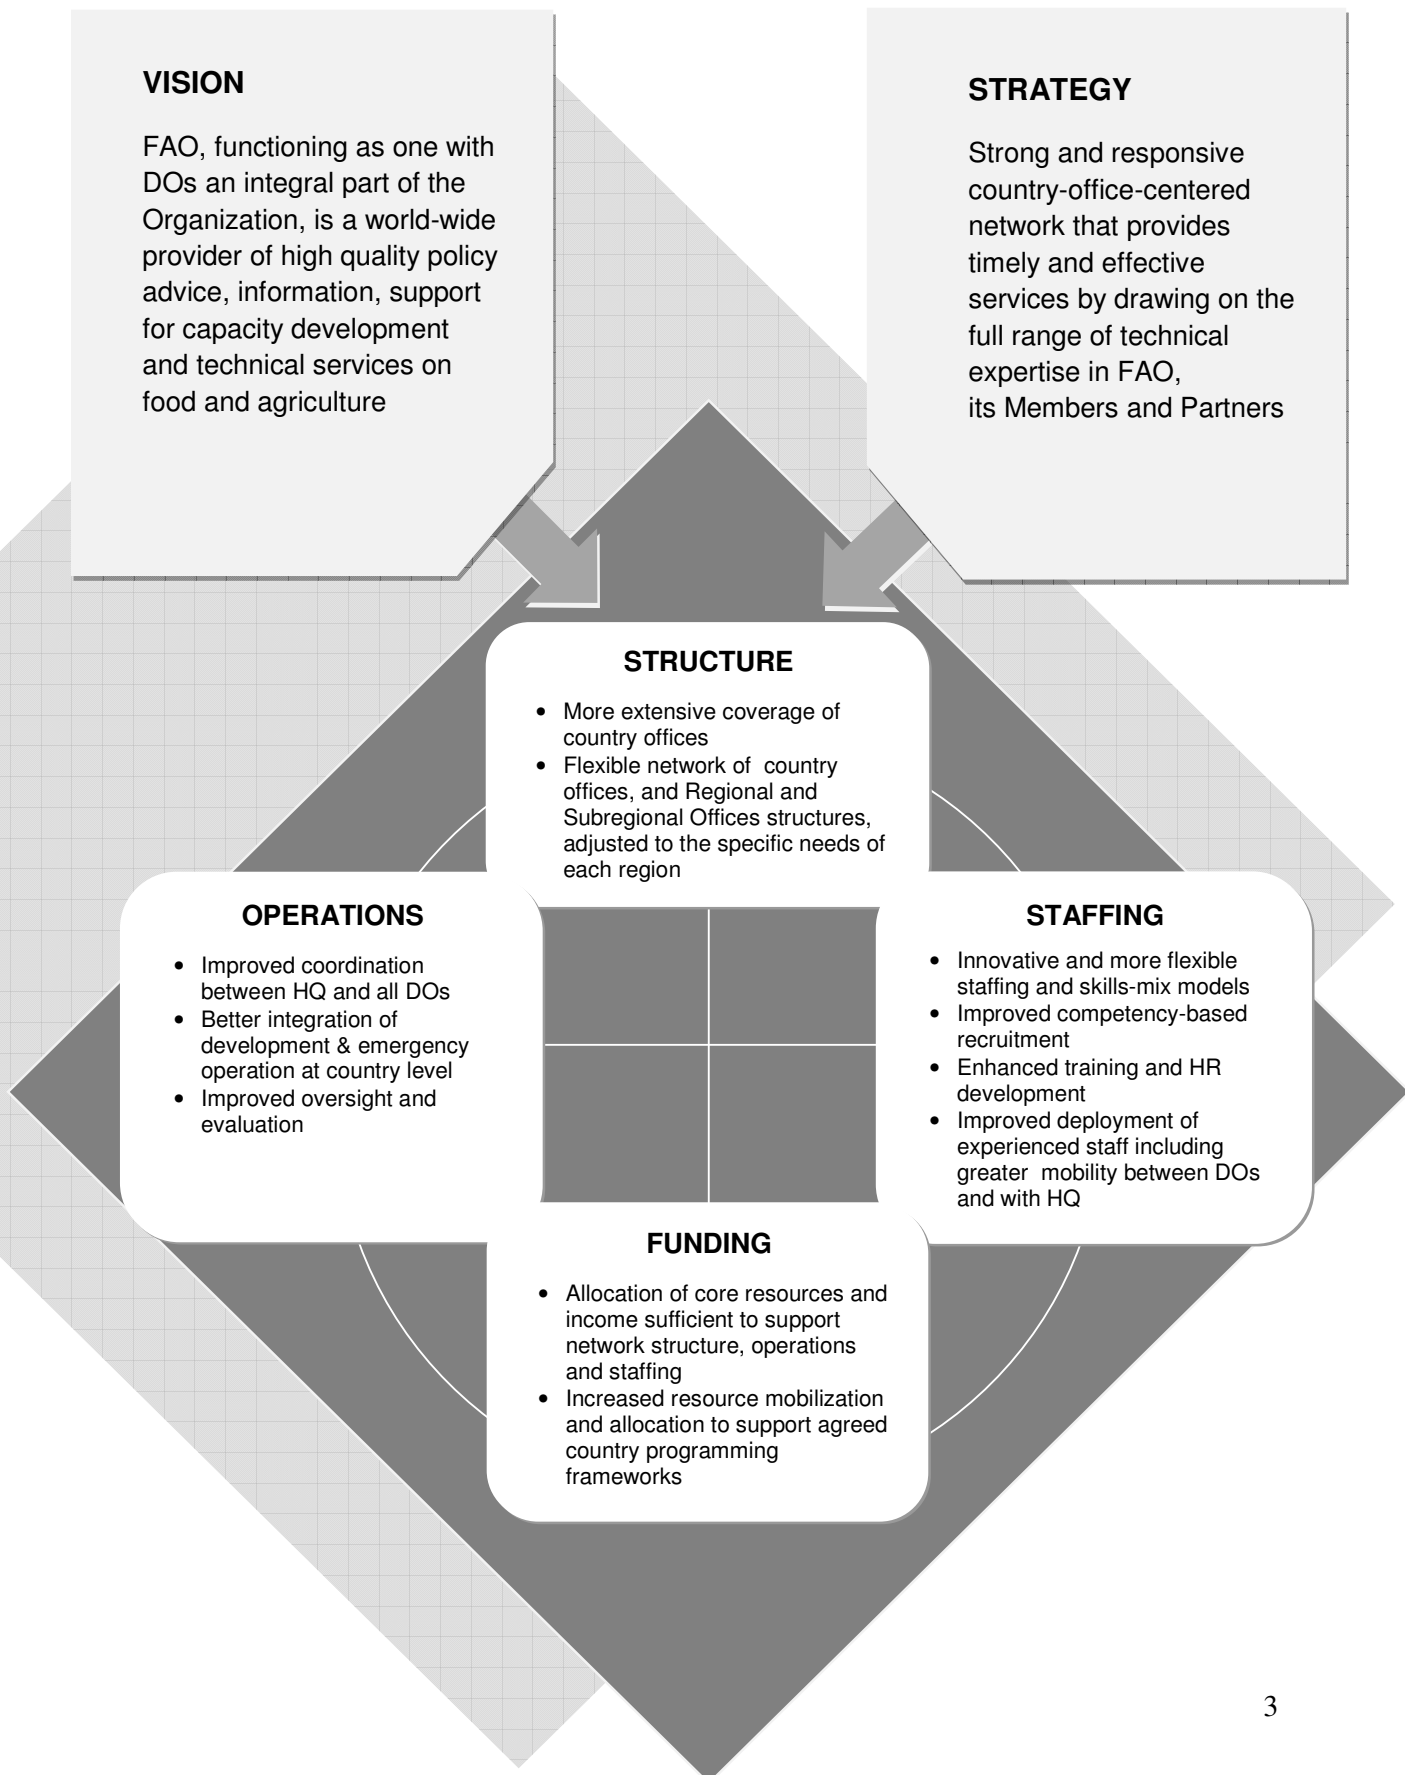 VISION
FAO, functioning as one with
DOs an integral part of the
Organization, is a world-wide
provider of high quality policy
advice, information, support
for capacity development
and technical services on
food and agriculture
STRATEGY
Strong and responsive
country-office-centered
network that provides
timely and effective
services by drawing on the
full range of technical
expertise in FAO,
its Members and Partners
STRUCTURE
• More extensive coverage of
country offices
• Flexible network of  country
offices, and Regional and
Subregional Offices structures,
adjusted to the specific needs of
each region
OPERATIONS
• Improved coordination
between HQ and all DOs
• Better integration of
development & emergency
operation at country level
• Improved oversight and
evaluation
STAFFING
• Innovative and more flexible
staffing and skills-mix models
• Improved competency-based
recruitment
• Enhanced training and HR
development
• Improved deployment of
experienced staff including
greater  mobility between DOs
and with HQ
FUNDING
• Allocation of core resources and
income sufficient to support
network structure, operations
and staffing
• Increased resource mobilization
and allocation to support agreed
country programming
frameworks
3